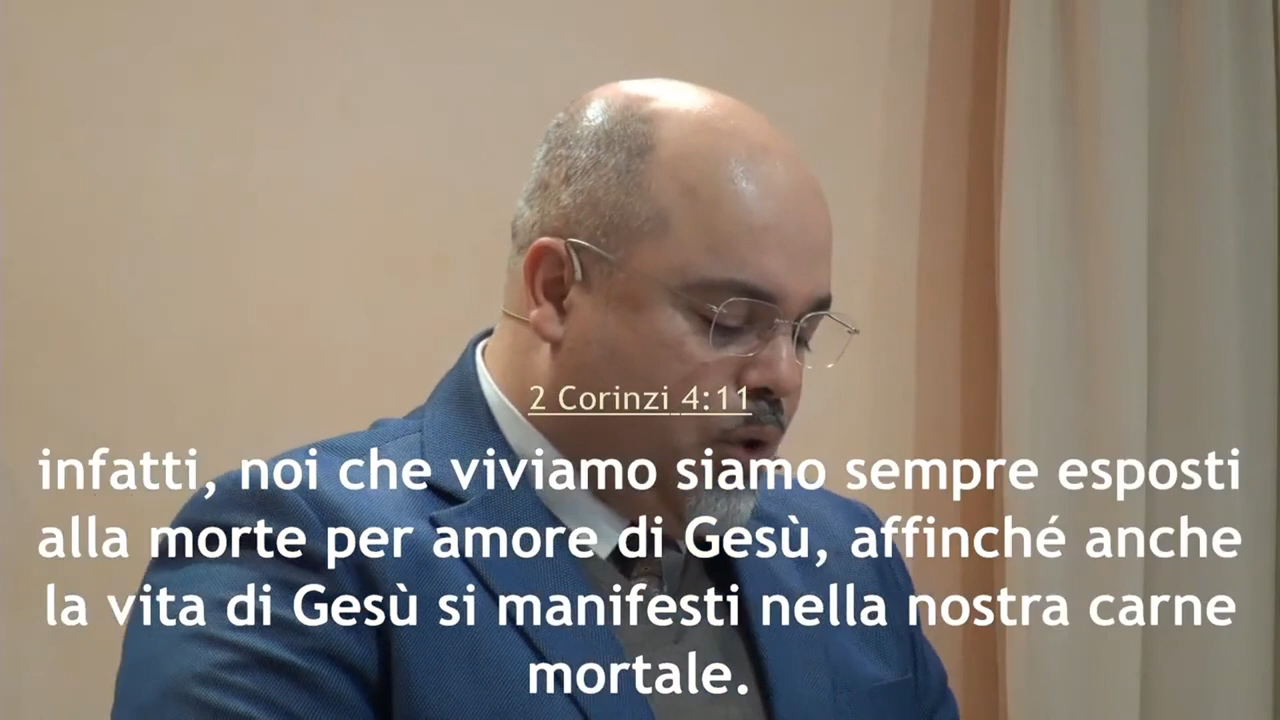 2 Corinzi 4:11
infatti, noi che viviamo siamo sempre esposti
alla morte per amore di Gesù, affinché anche
la vita di Gesù si manifesti nella nostra carne
mortale.